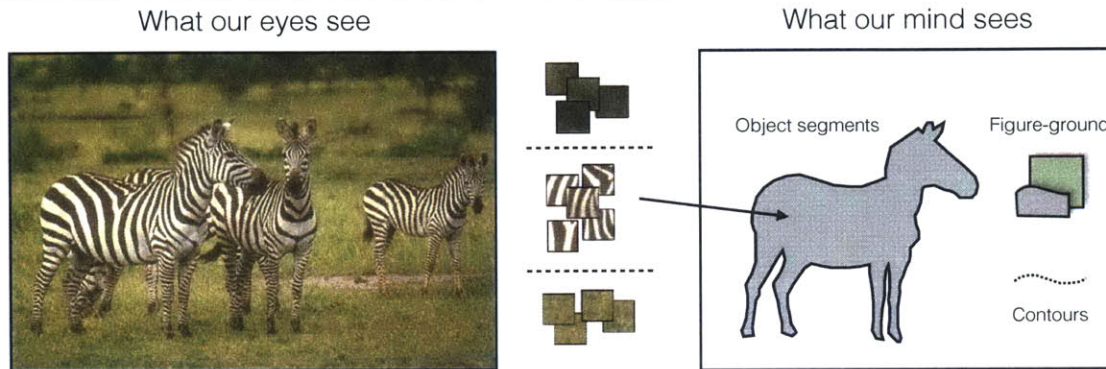 What our eyes see
What our mind sees
Object segments
Figure-ground
Contours